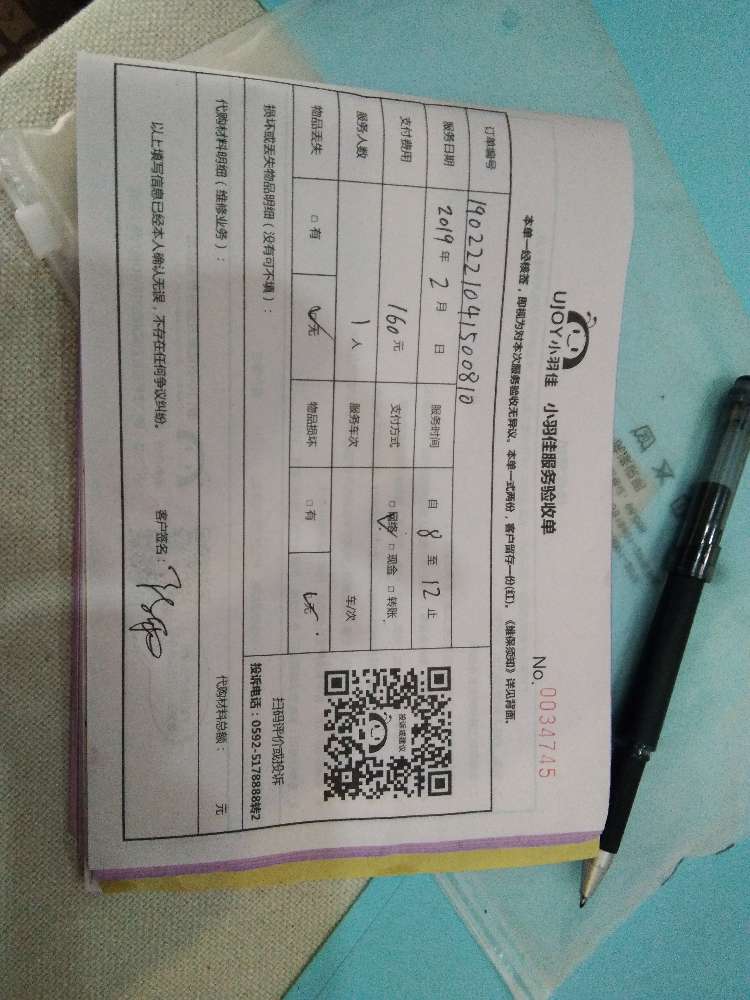 UJOY小羽佳 小羽佳服务验收单
No. 0034745
本单一经核签，即视为对本次服务验收无异议。本单一式两份，客户留存一份(红)。《维保须知》详见背面。
订单编号 1902221041500810
服务日期 2019 年 2 月 日 服务时间 自 8 至 12 止
支付费用 160 元 支付方式 □网络 □现金 □转账
服务人数 1 人 服务车次 车/次
物品丢失 □有 □无 物品损坏 □有 □无
损坏或丢失物品明细（没有可不填）：
投诉或建议
扫码评价或投诉
投诉电话：0592-5178888转2
代购材料明细（维修业务）： 代购材料总额： 元
以上填写信息已经本人确认无误，不存在任何争议纠纷。 客户签名：